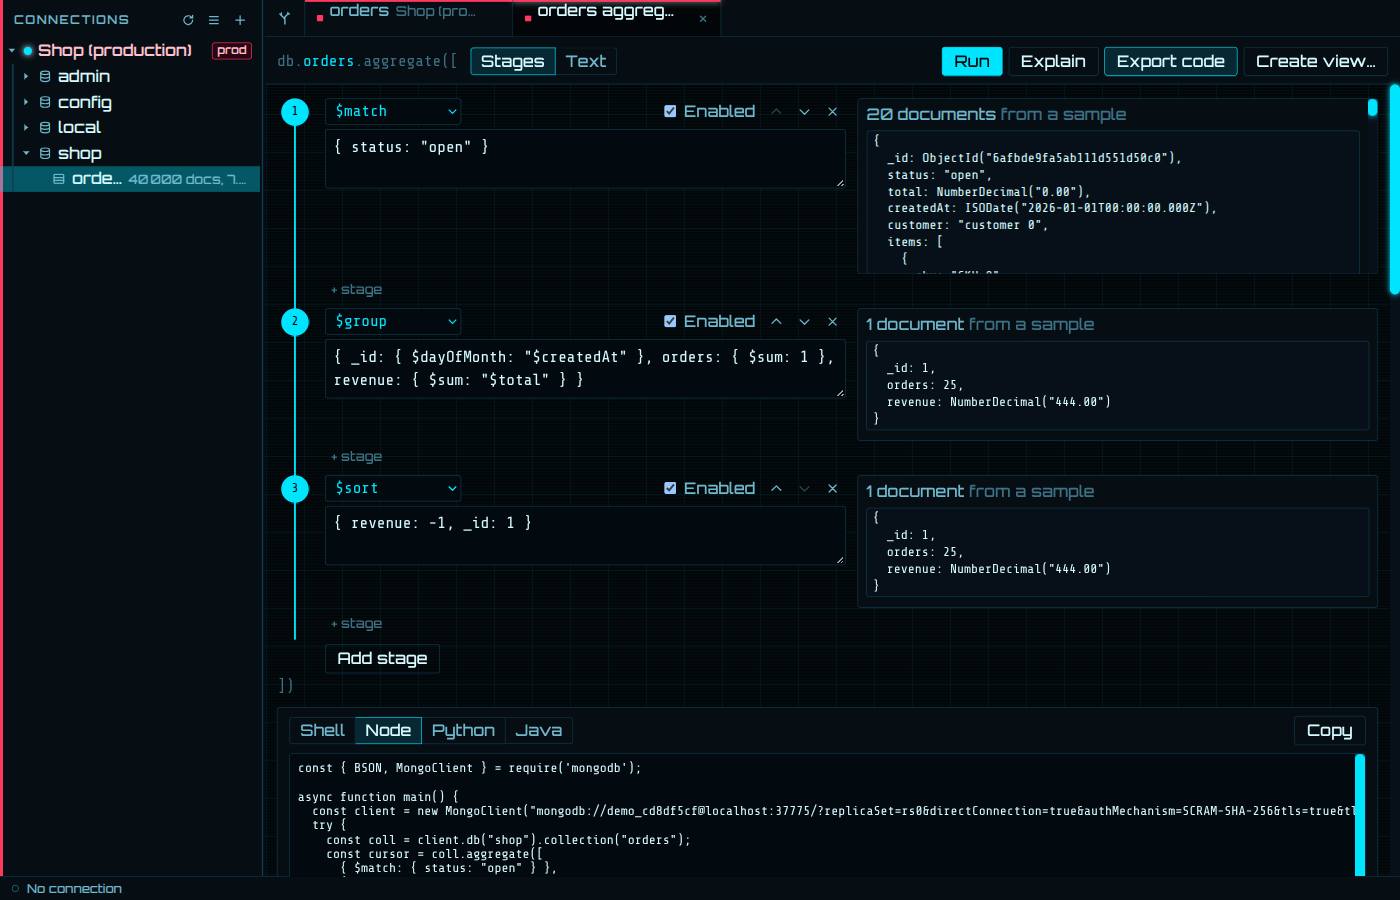 CONNECTIONS
Shop (production) prod
admin
config
local
shop
orde... 40 000 docs, 7....
orders Shop (pro...
orders aggreg... ×
db.orders.aggregate([ Stages Text Run Explain Export code Create view...
1 $match Enabled
{ status: "open" }
20 documents from a sample
{
_id: ObjectId("6afbde9fa5ab111d551d50c0"),
status: "open",
total: NumberDecimal("0.00"),
createdAt: ISODate("2026-01-01T00:00:00.000Z"),
customer: "customer 0",
items: [
{
+ stage
2 $group Enabled
{ _id: { $dayOfMonth: "$createdAt" }, orders: { $sum: 1 },
revenue: { $sum: "$total" } }
1 document from a sample
{
_id: 1,
orders: 25,
revenue: NumberDecimal("444.00")
}
+ stage
3 $sort Enabled
{ revenue: -1, _id: 1 }
1 document from a sample
{
_id: 1,
orders: 25,
revenue: NumberDecimal("444.00")
}
+ stage
Add stage
])
Shell Node Python Java Copy
const { BSON, MongoClient } = require('mongodb');
async function main() {
const client = new MongoClient("mongodb://demo_cd8df5cf@localhost:37775/?replicaSet=rs0&directConnection=true&authMechanism=SCRAM-SHA-256&tls=true&tl
try {
const coll = client.db("shop").collection("orders");
const cursor = coll.aggregate([
{ $match: { status: "open" } },
No connection